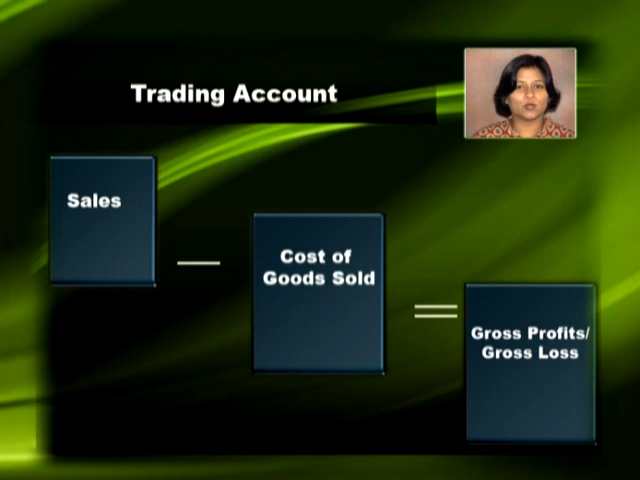 Trading Account
Sales
Cost of
Goods Sold
Gross Profits/
Gross Loss